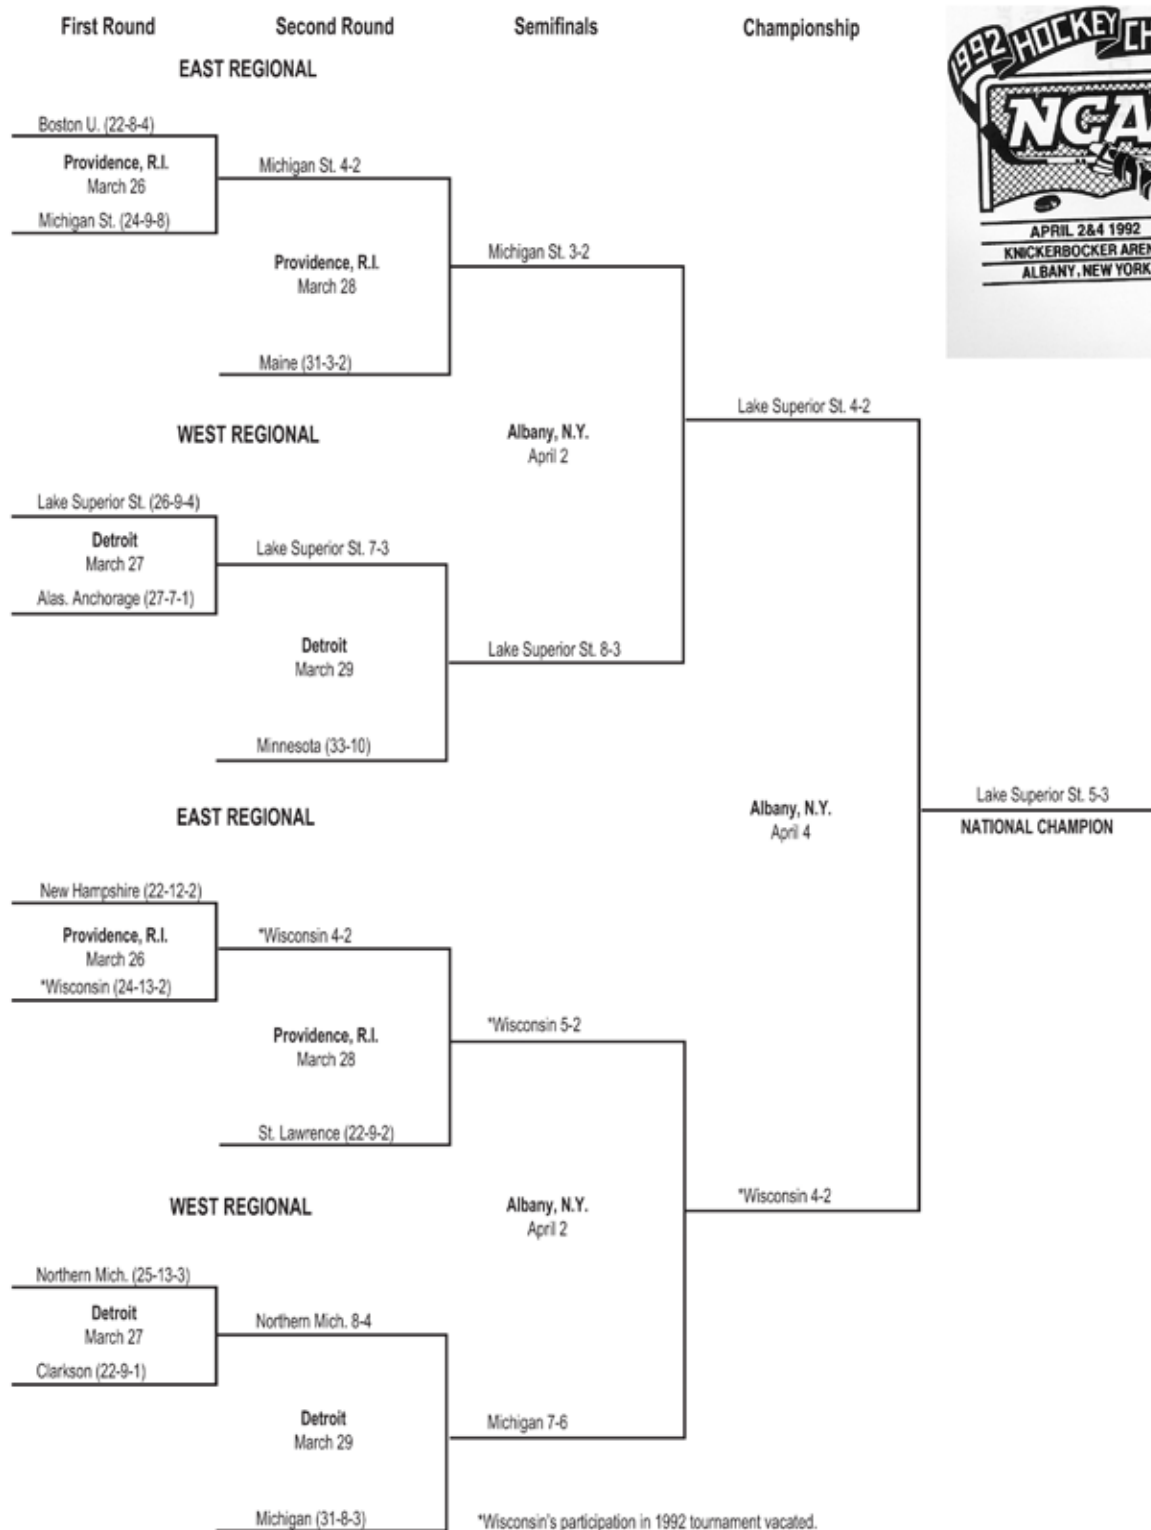 First Round Second Round Semifinals Championship
EAST REGIONAL
Boston U. (22-8-4)
Providence, R.I.
March 26
Michigan St. (24-9-8)
Michigan St. 4-2
Providence, R.I.
March 28
Maine (31-3-2)
Michigan St. 3-2
WEST REGIONAL
Lake Superior St. (26-9-4)
Detroit
March 27
Alas. Anchorage (27-7-1)
Lake Superior St. 7-3
Detroit
March 29
Minnesota (33-10)
Lake Superior St. 8-3
Albany, N.Y.
April 2
Lake Superior St. 4-2
EAST REGIONAL
New Hampshire (22-12-2)
Providence, R.I.
March 26
*Wisconsin (24-13-2)
*Wisconsin 4-2
Providence, R.I.
March 28
St. Lawrence (22-9-2)
*Wisconsin 5-2
WEST REGIONAL
Northern Mich. (25-13-3)
Detroit
March 27
Clarkson (22-9-1)
Northern Mich. 8-4
Detroit
March 29
Michigan (31-8-3)
Michigan 7-6
Albany, N.Y.
April 2
*Wisconsin 4-2
Albany, N.Y.
April 4
Lake Superior St. 5-3
NATIONAL CHAMPION
*Wisconsin's participation in 1992 tournament vacated.
1992 HOCKEY CH
NCA
APRIL 2&4 1992
KNICKERBOCKER AREN
ALBANY, NEW YORK